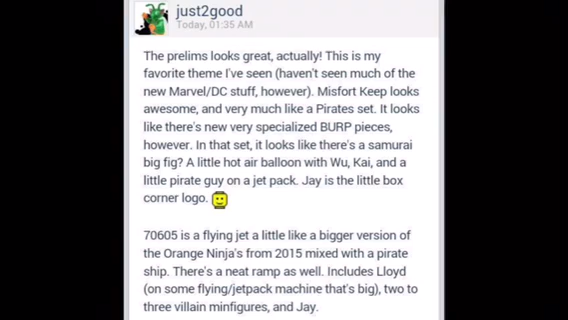 just2good
Today, 01:35 AM
The prelims looks great, actually! This is my
favorite theme I've seen (haven't seen much of the
new Marvel/DC stuff, however). Misfort Keep looks
awesome, and very much like a Pirates set. It looks
like there's new very specialized BURP pieces,
however. In that set, it looks like there's a samurai
big fig? A little hot air balloon with Wu, Kai, and a
little pirate guy on a jet pack. Jay is the little box
corner logo.
70605 is a flying jet a little like a bigger version of
the Orange Ninja's from 2015 mixed with a pirate
ship. There's a neat ramp as well. Includes Lloyd
(on some flying/jetpack machine that's big), two to
three villain minifigures, and Jay.